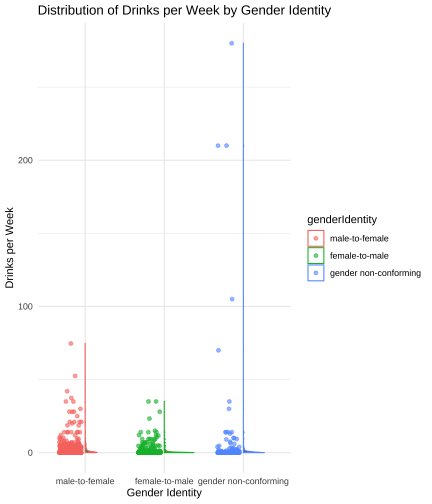 Distribution of Drinks per Week by Gender Identity
Drinks per Week
200
100
0
male-to-female
female-to-male
gender non-conforming
Gender Identity
genderIdentity
male-to-female
female-to-male
gender non-conforming